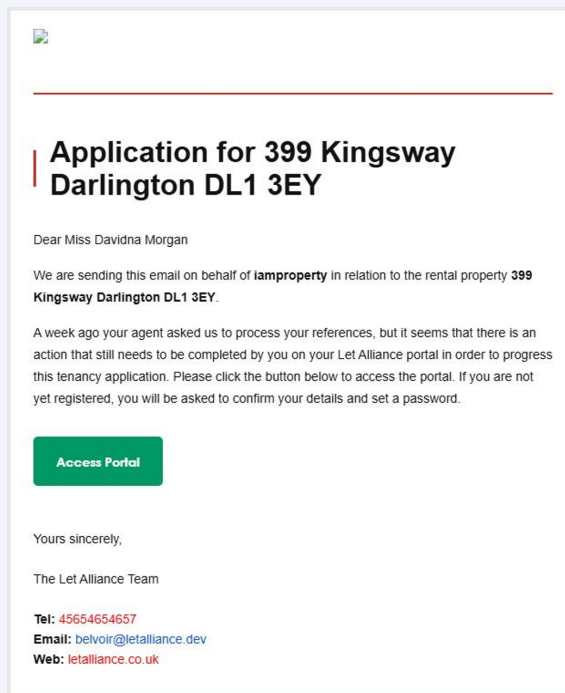 Application for 399 Kingsway
Darlington DL1 3EY
Dear Miss Davidna Morgan
We are sending this email on behalf of iamproperty in relation to the rental property 399
Kingsway Darlington DL1 3EY.
A week ago your agent asked us to process your references, but it seems that there is an
action that still needs to be completed by you on your Let Alliance portal in order to progress
this tenancy application. Please click the button below to access the portal. If you are not
yet registered, you will be asked to confirm your details and set a password.
Access Portal
Yours sincerely,
The Let Alliance Team
Tel: 45654654657
Email: belvoir@letalliance.dev
Web: letalliance.co.uk